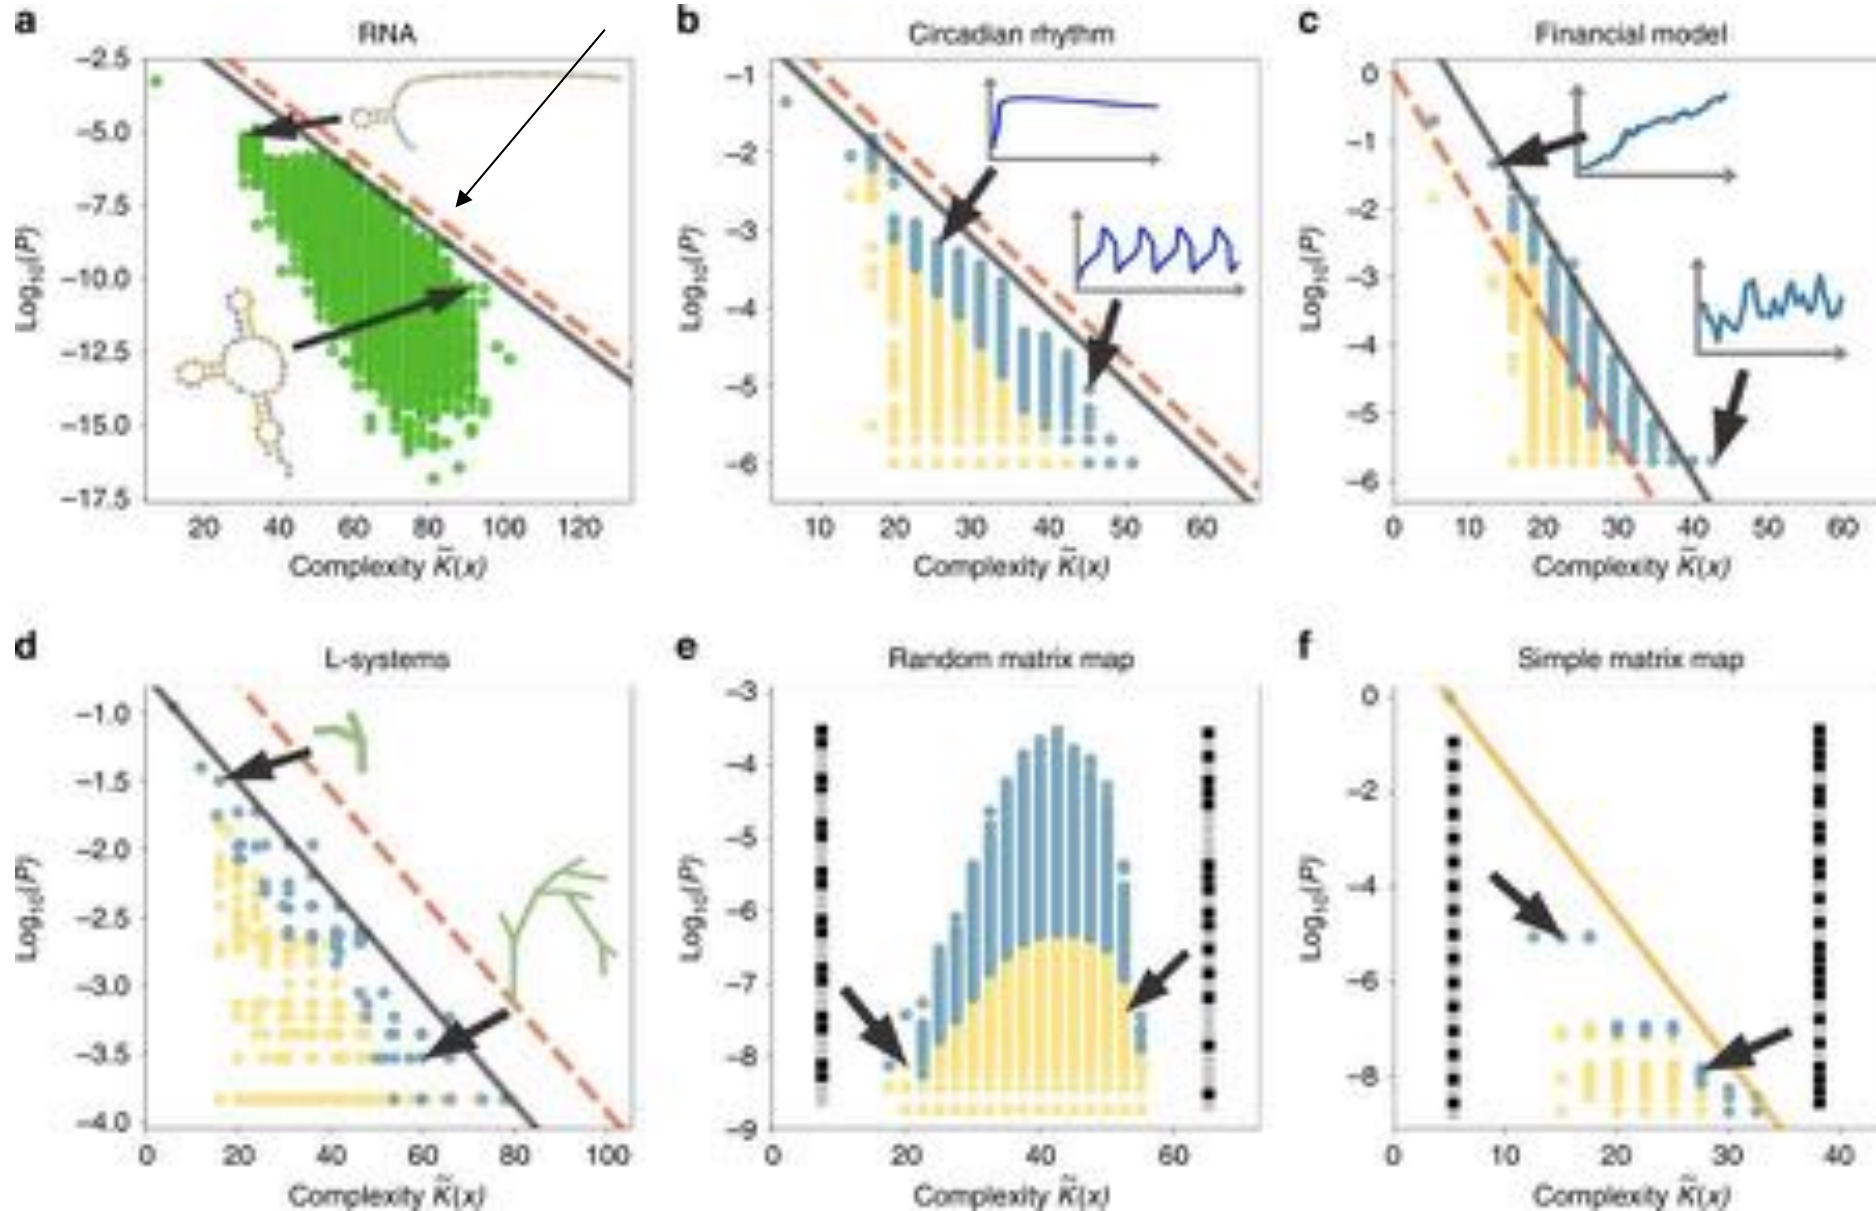 a
RNA
−2.5
−5.0
−7.5
−10.0
−12.5
−15.0
−17.5
Log10(P)
20 40 60 80 100 120
Complexity K̃(x)
b
Circadian rhythm
−1
−2
−3
−4
−5
−6
Log10(P)
10 20 30 40 50 60
Complexity K̃(x)
c
Financial model
0
−1
−2
−3
−4
−5
−6
Log10(P)
0 10 20 30 40 50 60
Complexity K̃(x)
d
L-systems
−1.0
−1.5
−2.0
−2.5
−3.0
−3.5
−4.0
Log10(P)
0 20 40 60 80 100
Complexity K̃(x)
e
Random matrix map
−3
−4
−5
−6
−7
−8
−9
Log10(P)
0 20 40 60
Complexity K̃(x)
f
Simple matrix map
0
−2
−4
−6
−8
Log10(P)
0 10 20 30 40
Complexity K̃(x)